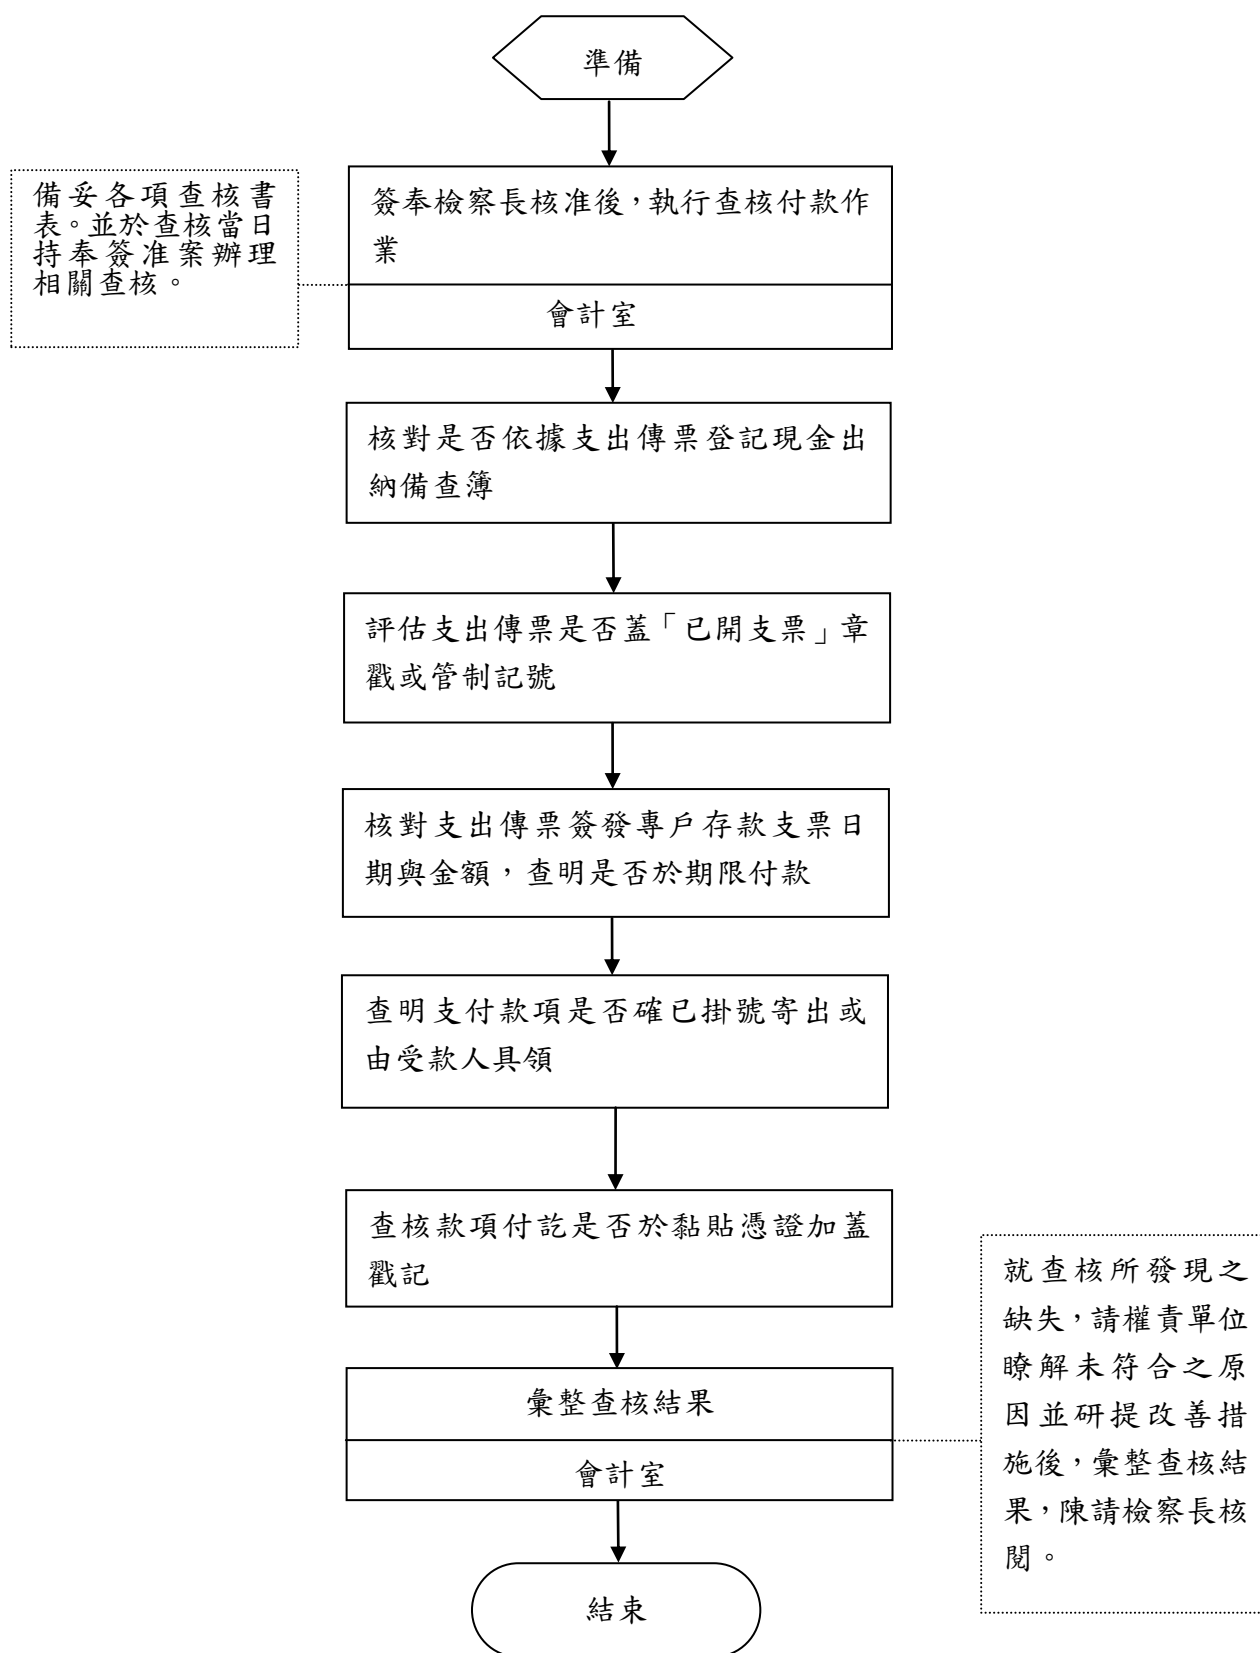 準備
備妥各項查核書
表。並於查核當日
持奉簽准案辦理
相關查核。
簽奉檢察長核准後，執行查核付款作
業
會計室
核對是否依據支出傳票登記現金出
納備查簿
評估支出傳票是否蓋「已開支票」章
戳或管制記號
核對支出傳票簽發專戶存款支票日
期與金額，查明是否於期限付款
查明支付款項是否確已掛號寄出或
由受款人具領
查核款項付訖是否於黏貼憑證加蓋
戳記
彙整查核結果
會計室
就查核所發現之
缺失，請權責單位
瞭解未符合之原
因並研提改善措
施後，彙整查核結
果，陳請檢察長核
閱。
結束